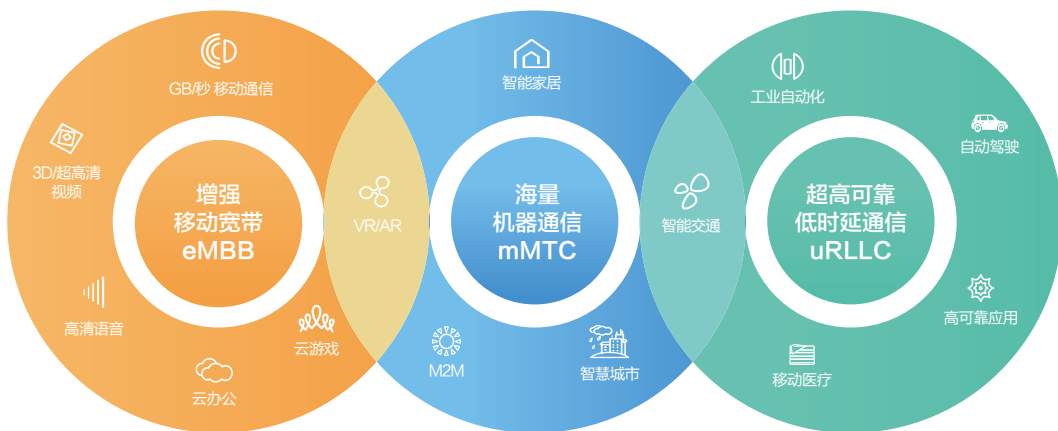 GB/秒 移动通信
3D/超高清
视频
增强
移动宽带
eMBB
高清语音
云游戏
云办公
VR/AR
智能家居
海量
机器通信
mMTC
M2M
智慧城市
智能交通
工业自动化
自动驾驶
超高可靠
低时延通信
uRLLC
高可靠应用
移动医疗